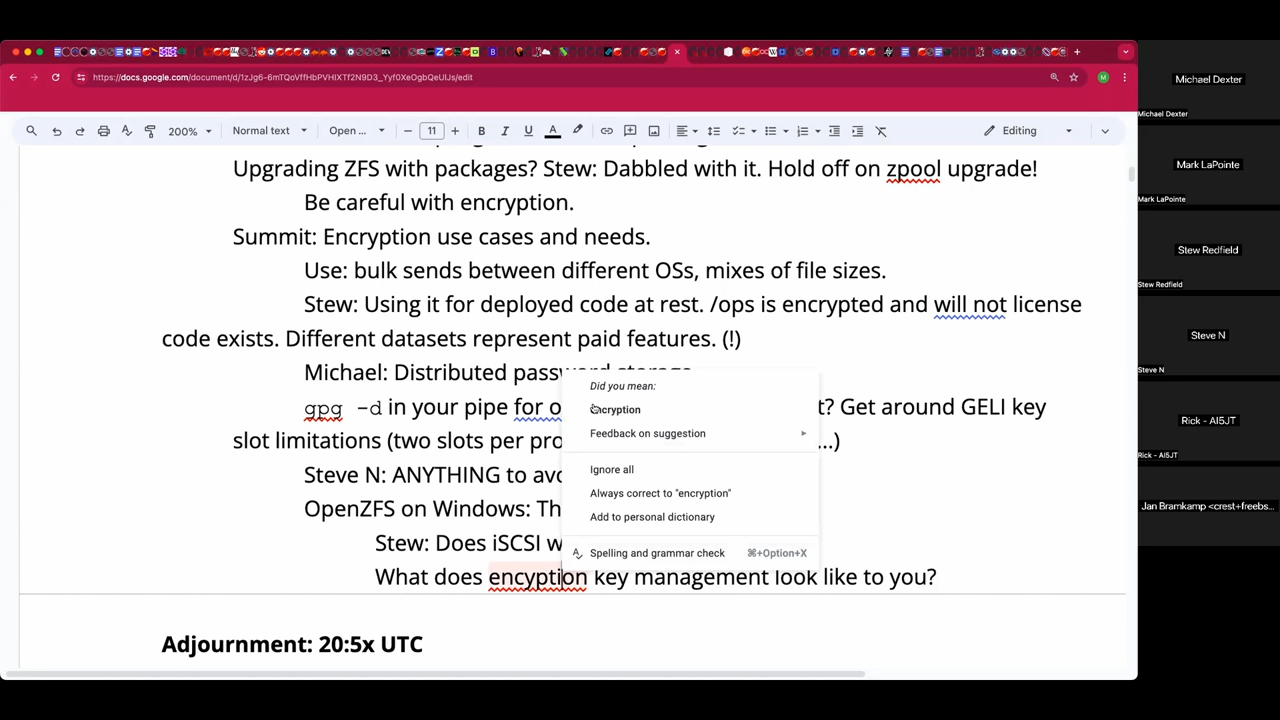 https://docs.google.com/document/d/1zJg6-6mTQoVffHbPVHIXTf2N9D3_Yyf0XeOgbQeUIJs/edit
M
200%
Normal text
Open ...
11
B
I
U
A
Editing
Upgrading ZFS with packages? Stew: Dabbled with it. Hold off on zpool upgrade!
Be careful with encryption.
Summit: Encryption use cases and needs.
Use: bulk sends between different OSs, mixes of file sizes.
Stew: Using it for deployed code at rest. /ops is encrypted and will not license
code exists. Different datasets represent paid features. (!)
Michael: Distributed password storage
gpg -d in your pipe for o
t? Get around GELI key
slot limitations (two slots per pro
...)
Steve N: ANYTHING to avo
OpenZFS on Windows: Th
Stew: Does iSCSI w
What does encyption key management look like to you?
Adjournment: 20:5x UTC
Did you mean:
encryption
Feedback on suggestion
Ignore all
Always correct to "encryption"
Add to personal dictionary
Spelling and grammar check ⌘+Option+X
Michael Dexter
Michael Dexter
Mark LaPointe
Mark LaPointe
Stew Redfield
Stew Redfield
Steve N
Steve N
Rick - AI5JT
Rick - AI5JT
Jan Bramkamp <crest+freebs...